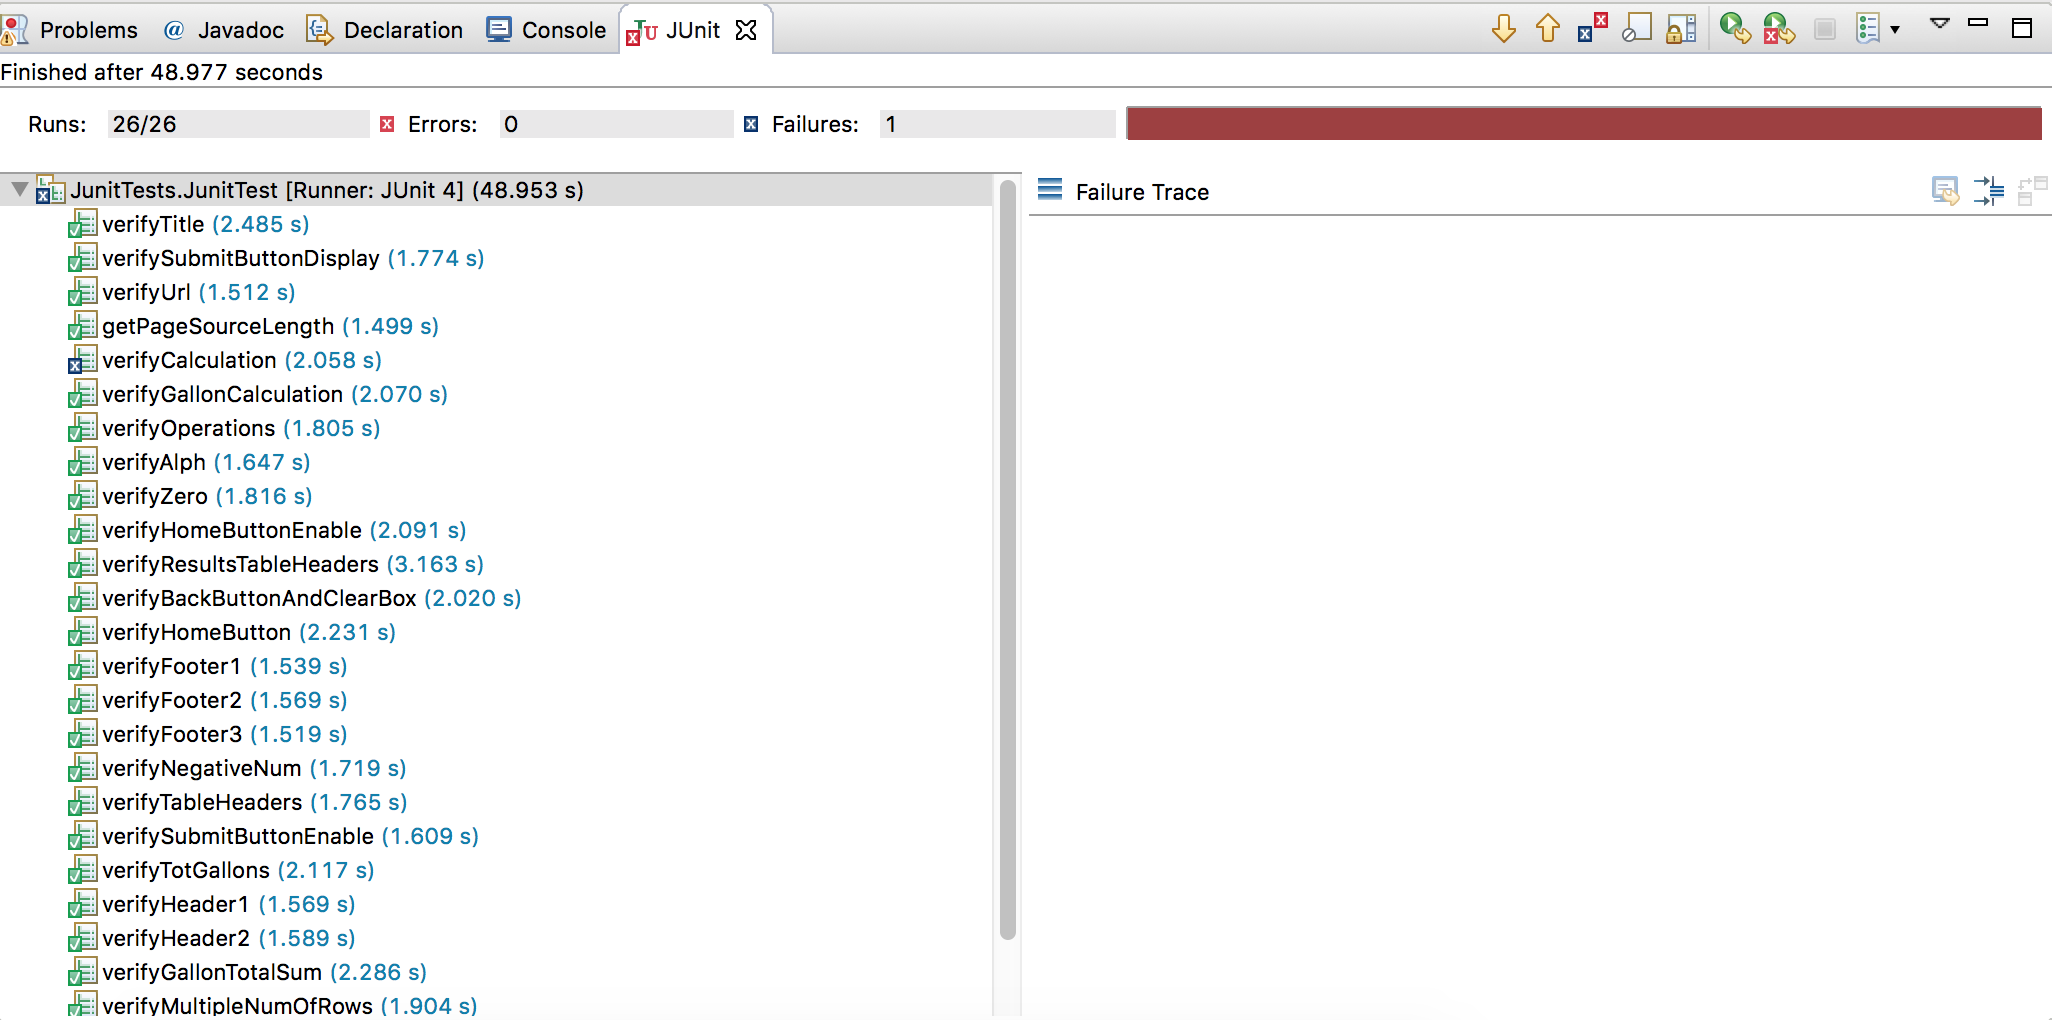 Problems @ Javadoc Declaration Console JUnit
Finished after 48.977 seconds
Runs: 26/26 Errors: 0 Failures: 1
JunitTests.JunitTest [Runner: JUnit 4] (48.953 s)
Failure Trace
verifyTitle (2.485 s)
verifySubmitButtonDisplay (1.774 s)
verifyUrl (1.512 s)
getPageSourceLength (1.499 s)
verifyCalculation (2.058 s)
verifyGallonCalculation (2.070 s)
verifyOperations (1.805 s)
verifyAlph (1.647 s)
verifyZero (1.816 s)
verifyHomeButtonEnable (2.091 s)
verifyResultsTableHeaders (3.163 s)
verifyBackButtonAndClearBox (2.020 s)
verifyHomeButton (2.231 s)
verifyFooter1 (1.539 s)
verifyFooter2 (1.569 s)
verifyFooter3 (1.519 s)
verifyNegativeNum (1.719 s)
verifyTableHeaders (1.765 s)
verifySubmitButtonEnable (1.609 s)
verifyTotGallons (2.117 s)
verifyHeader1 (1.569 s)
verifyHeader2 (1.589 s)
verifyGallonTotalSum (2.286 s)
verifyMultipleNumOfRows (1.904 s)